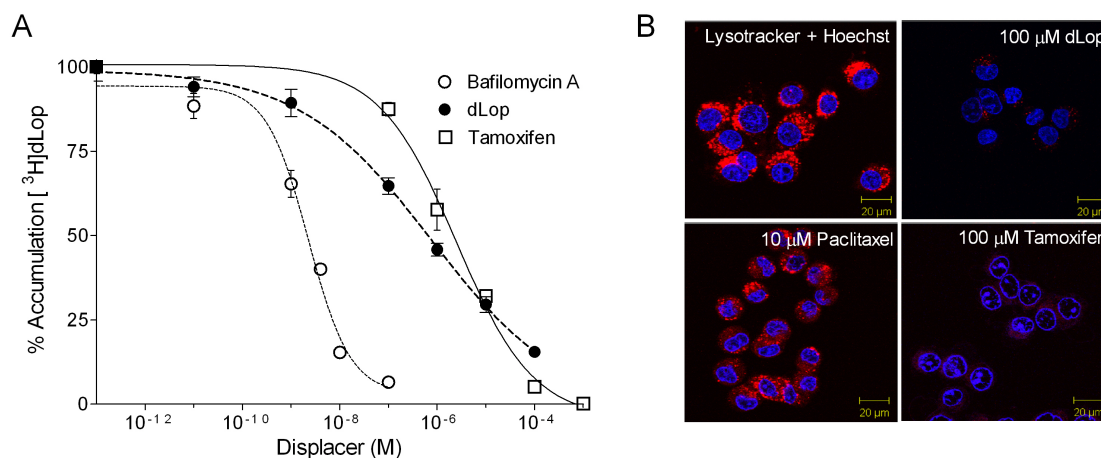 A
% Accumulation [ ³H]dLop
100
75
50
25
0
10⁻¹²
10⁻¹⁰
10⁻⁸
10⁻⁶
10⁻⁴
Displacer (M)
Bafilomycin A
dLop
Tamoxifen
B
Lysotracker + Hoechst
20 µm
100 µM dLop
20 µm
10 µM Paclitaxel
20 µm
100 µM Tamoxifen
20 µm